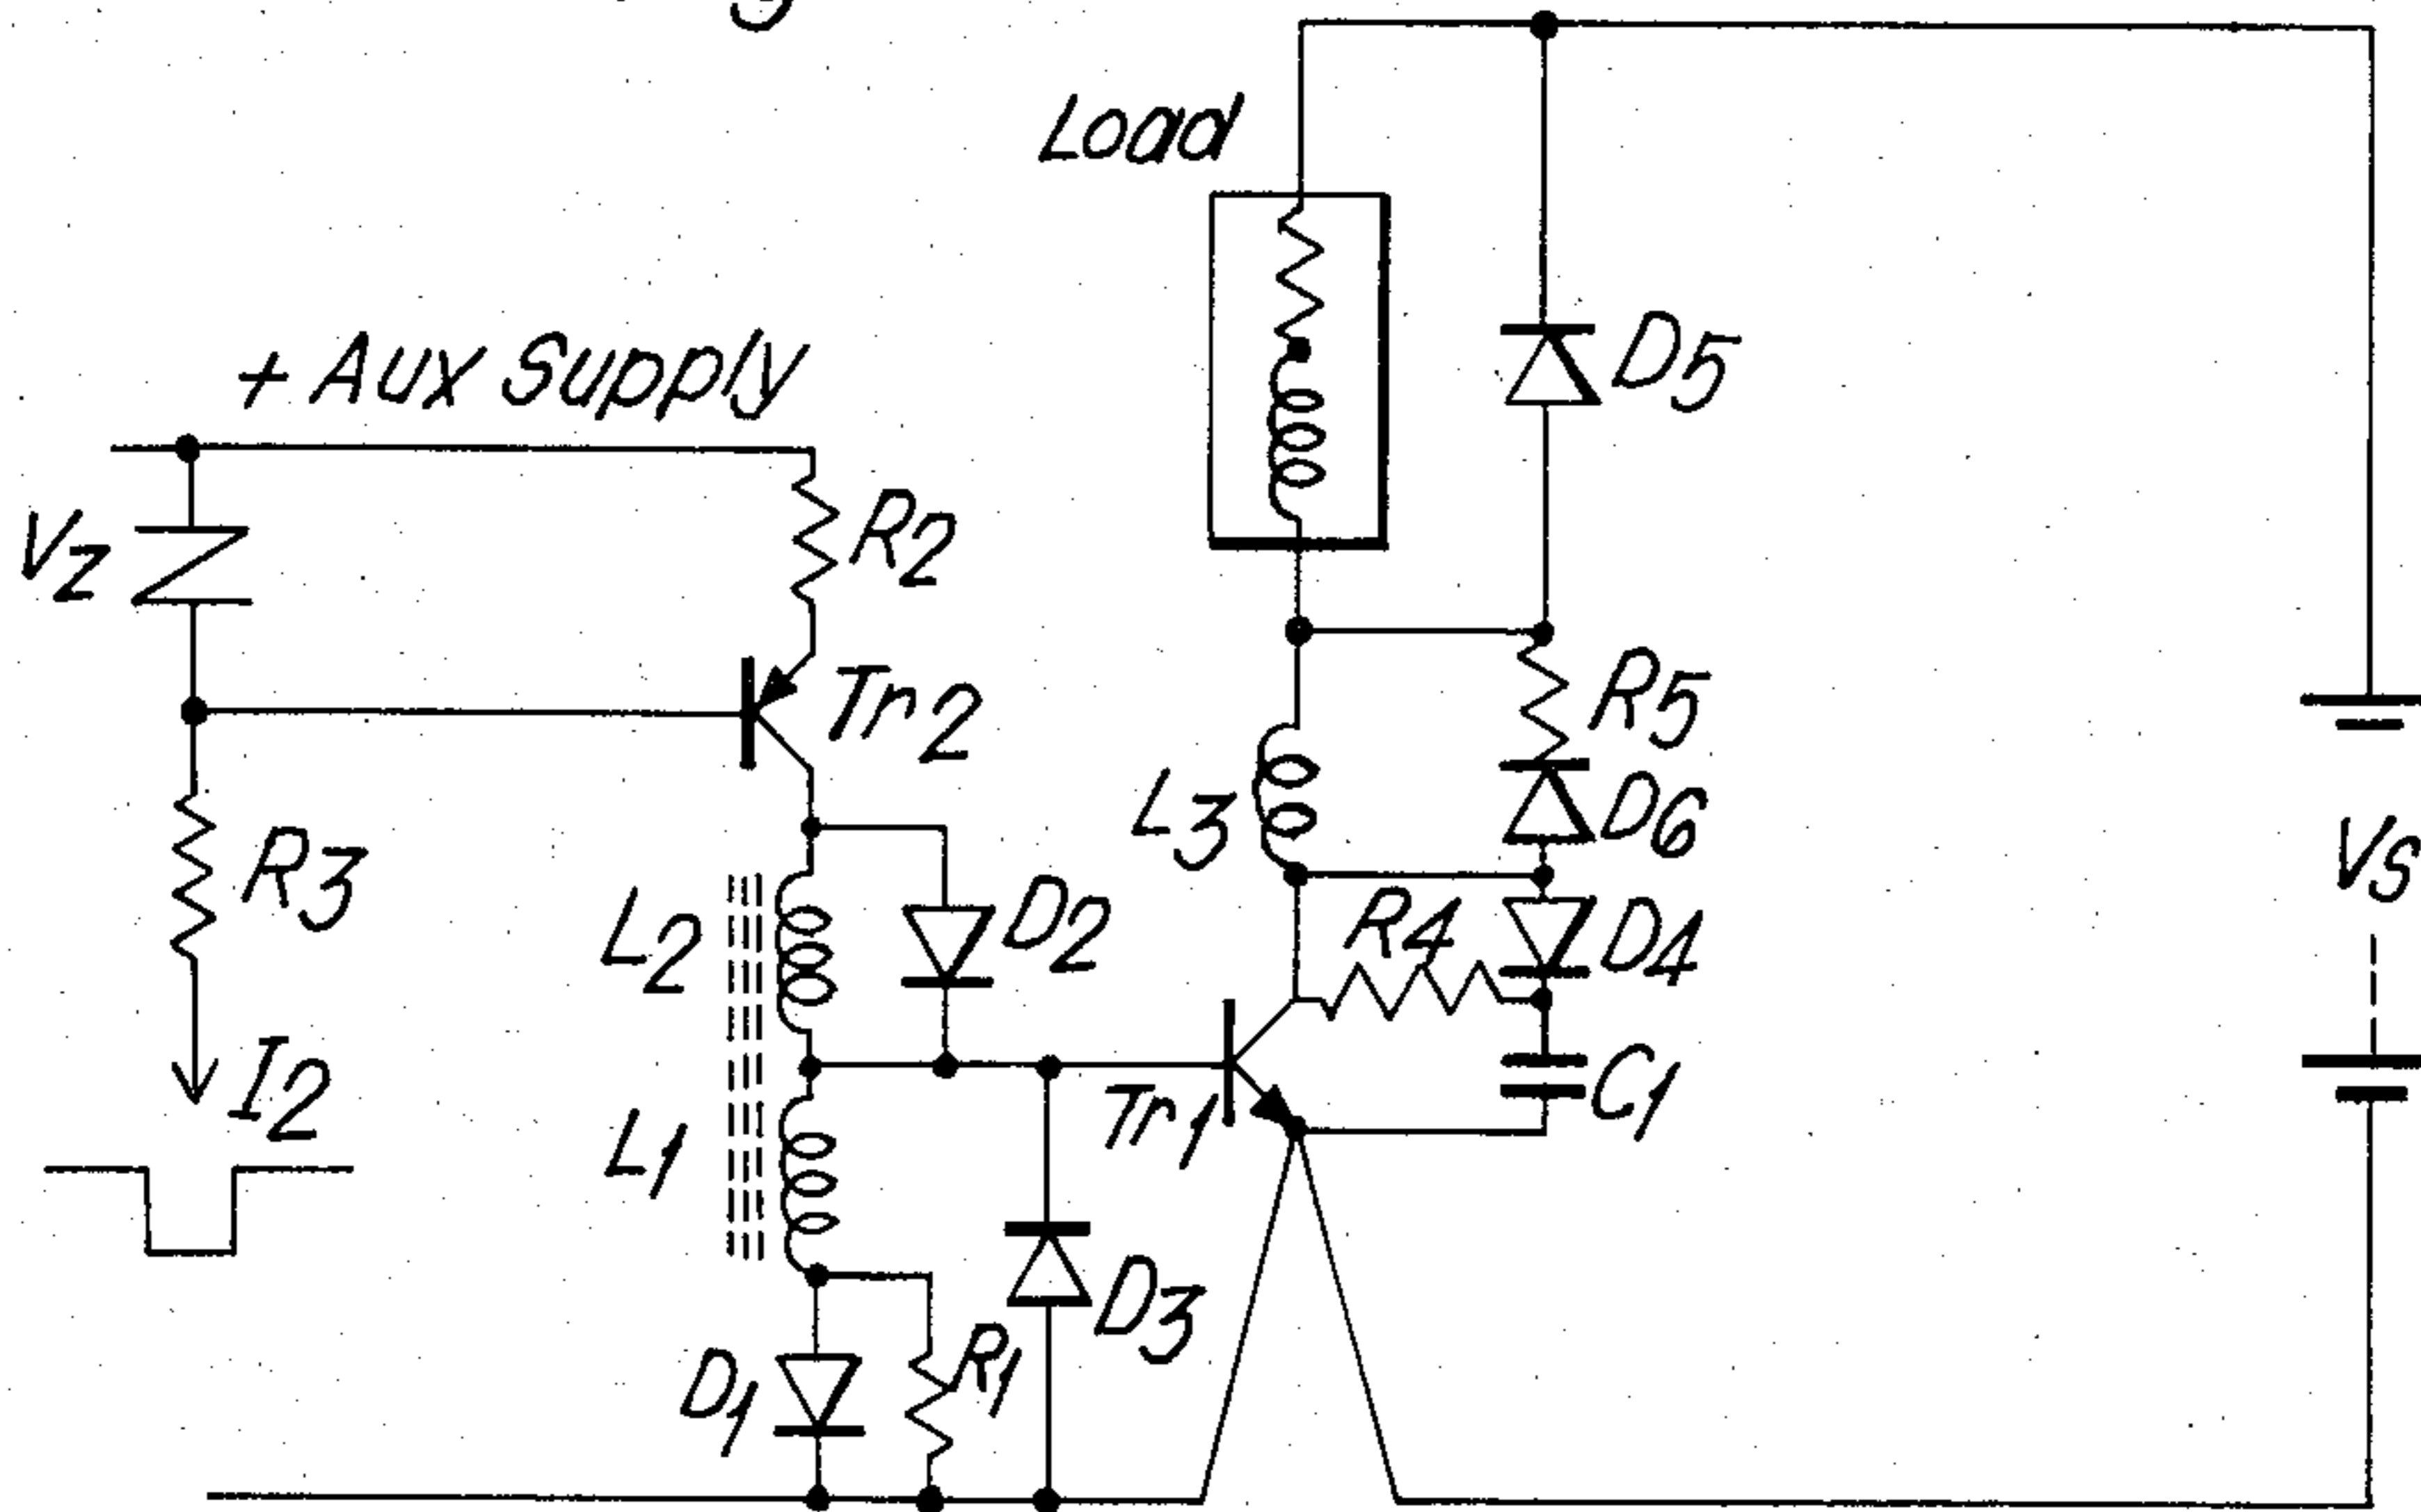 Load
D5
+ Aux Supply
Vz
R2
Tr2
R5
L3
D6
Vs
R3
L2
D2
R4
D4
I2
L1
Tr1
C1
D3
D1
R1